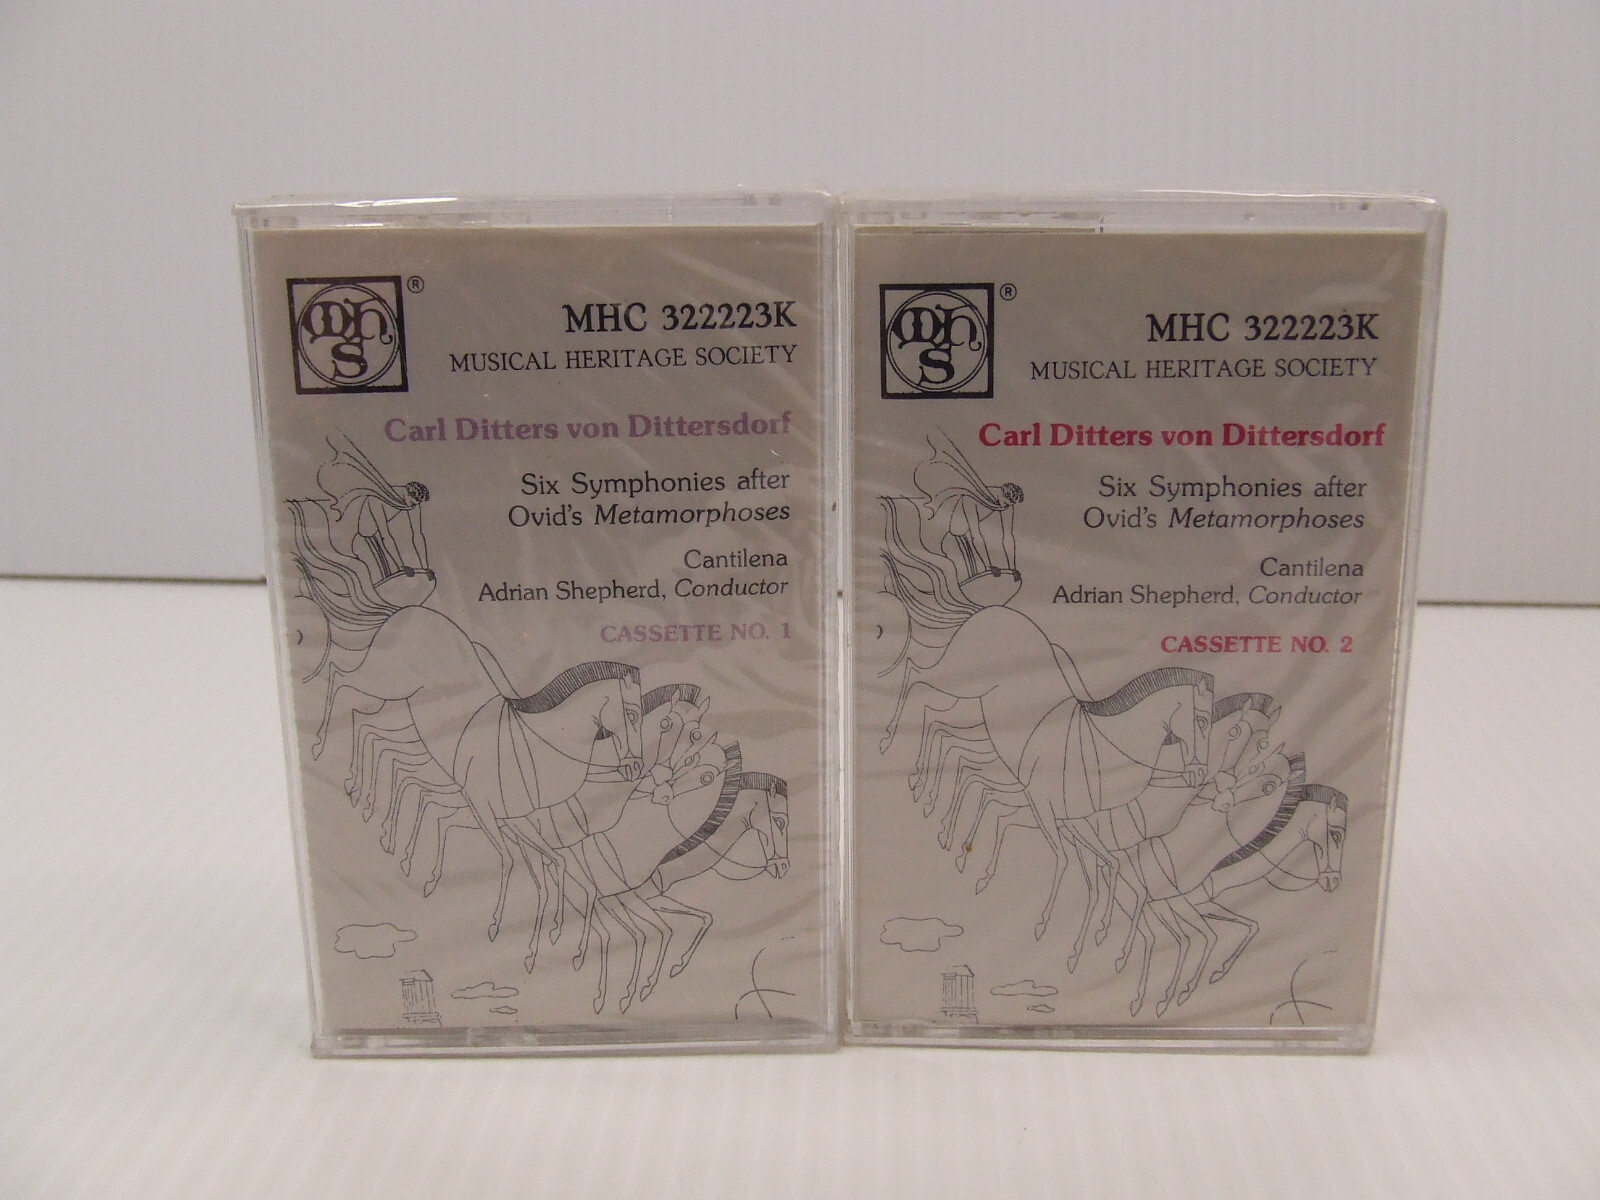 mhs ®
MHC 322223K
MUSICAL HERITAGE SOCIETY
Carl Ditters von Dittersdorf
Six Symphonies after
Ovid's Metamorphoses
Cantilena
Adrian Shepherd, Conductor
CASSETTE NO. 1
mhs ®
MHC 322223K
MUSICAL HERITAGE SOCIETY
Carl Ditters von Dittersdorf
Six Symphonies after
Ovid's Metamorphoses
Cantilena
Adrian Shepherd, Conductor
CASSETTE NO. 2